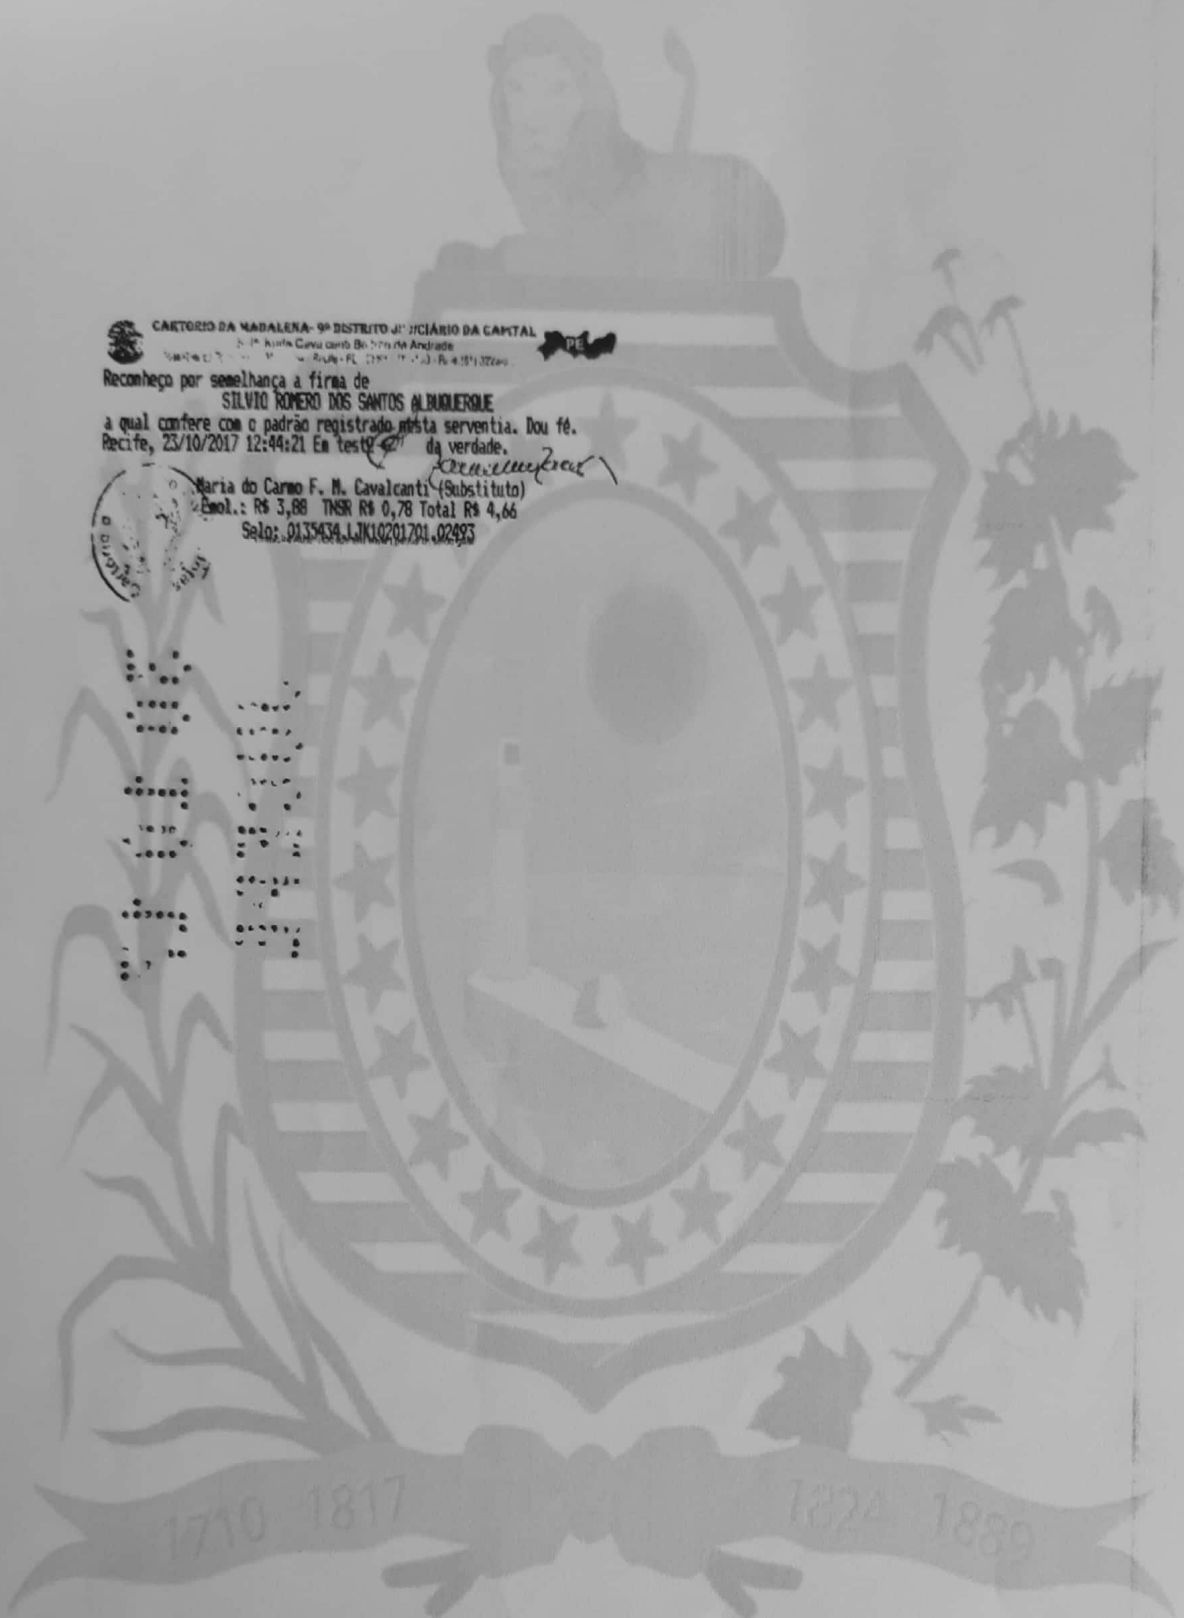 CARTORIO DA MADALENA- 9º DISTRITO JUDICIÁRIO DA CAPITAL
de Andrade
PE
Reconheço por semelhança a firma de
SILVIO ROMERO DOS SANTOS ALBUQUERQUE
a qual confere com o padrão registrado nesta serventia. Dou fé.
Recife, 23/10/2017 12:44:21 Em testº da verdade.
Maria do Carmo F. M. Cavalcanti (Substituto)
Emol.: R$ 3,88 TNSR R$ 0,78 Total R$ 4,66
Selo: 0135434.LJK10201701.02493
1710 1817 1824 1889